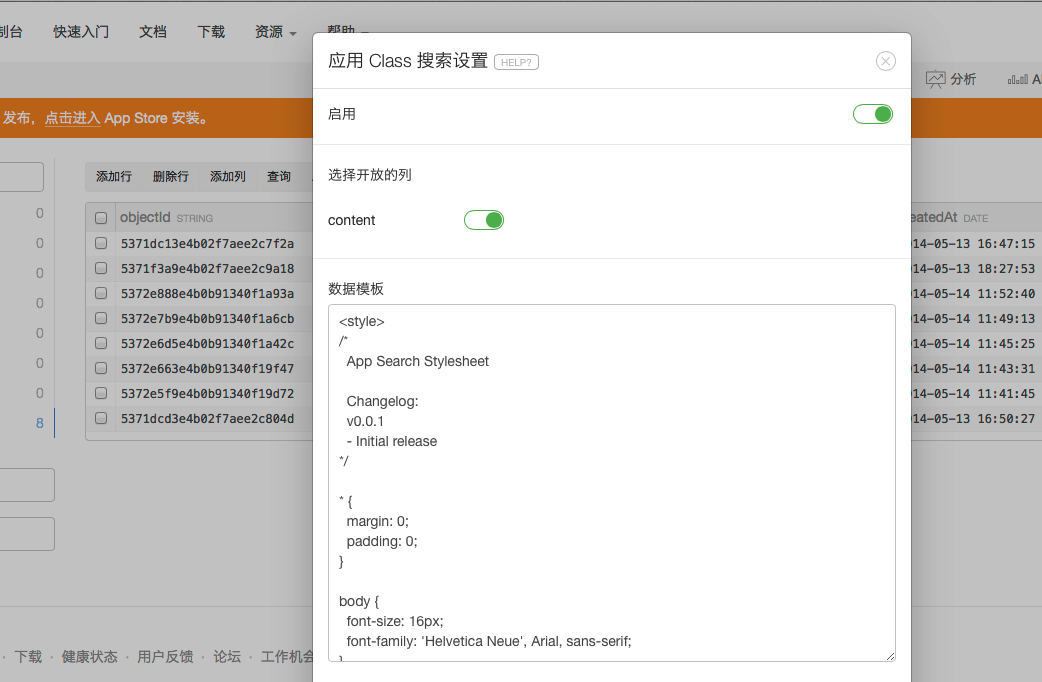 制台 快速入门 文档 下载 资源 帮助
应用 Class 搜索设置 HELP?
分析
发布，点击进入 App Store 安装。
启用
添加行 删除行 添加列 查询
选择开放的列
content
objectId STRING
eatedAt DATE
0
0
0
0
0
0
0
8
5371dc13e4b02f7aee2c7f2a
5371f3a9e4b02f7aee2c9a18
5372e888e4b0b91340f1a93a
5372e7b9e4b0b91340f1a6cb
5372e6d5e4b0b91340f1a42c
5372e663e4b0b91340f19f47
5372e5f9e4b0b91340f19d72
5371dcd3e4b02f7aee2c804d
14-05-13 16:47:15
14-05-13 18:27:53
14-05-14 11:52:40
14-05-14 11:49:13
14-05-14 11:45:25
14-05-14 11:43:31
14-05-14 11:41:45
14-05-13 16:50:27
数据模板
<style>
/*
App Search Stylesheet
Changelog:
v0.0.1
- Initial release
*/
* {
margin: 0;
padding: 0;
}
body {
font-size: 16px;
font-family: 'Helvetica Neue', Arial, sans-serif;
}
· 下载 · 健康状态 · 用户反馈 · 论坛 · 工作机会